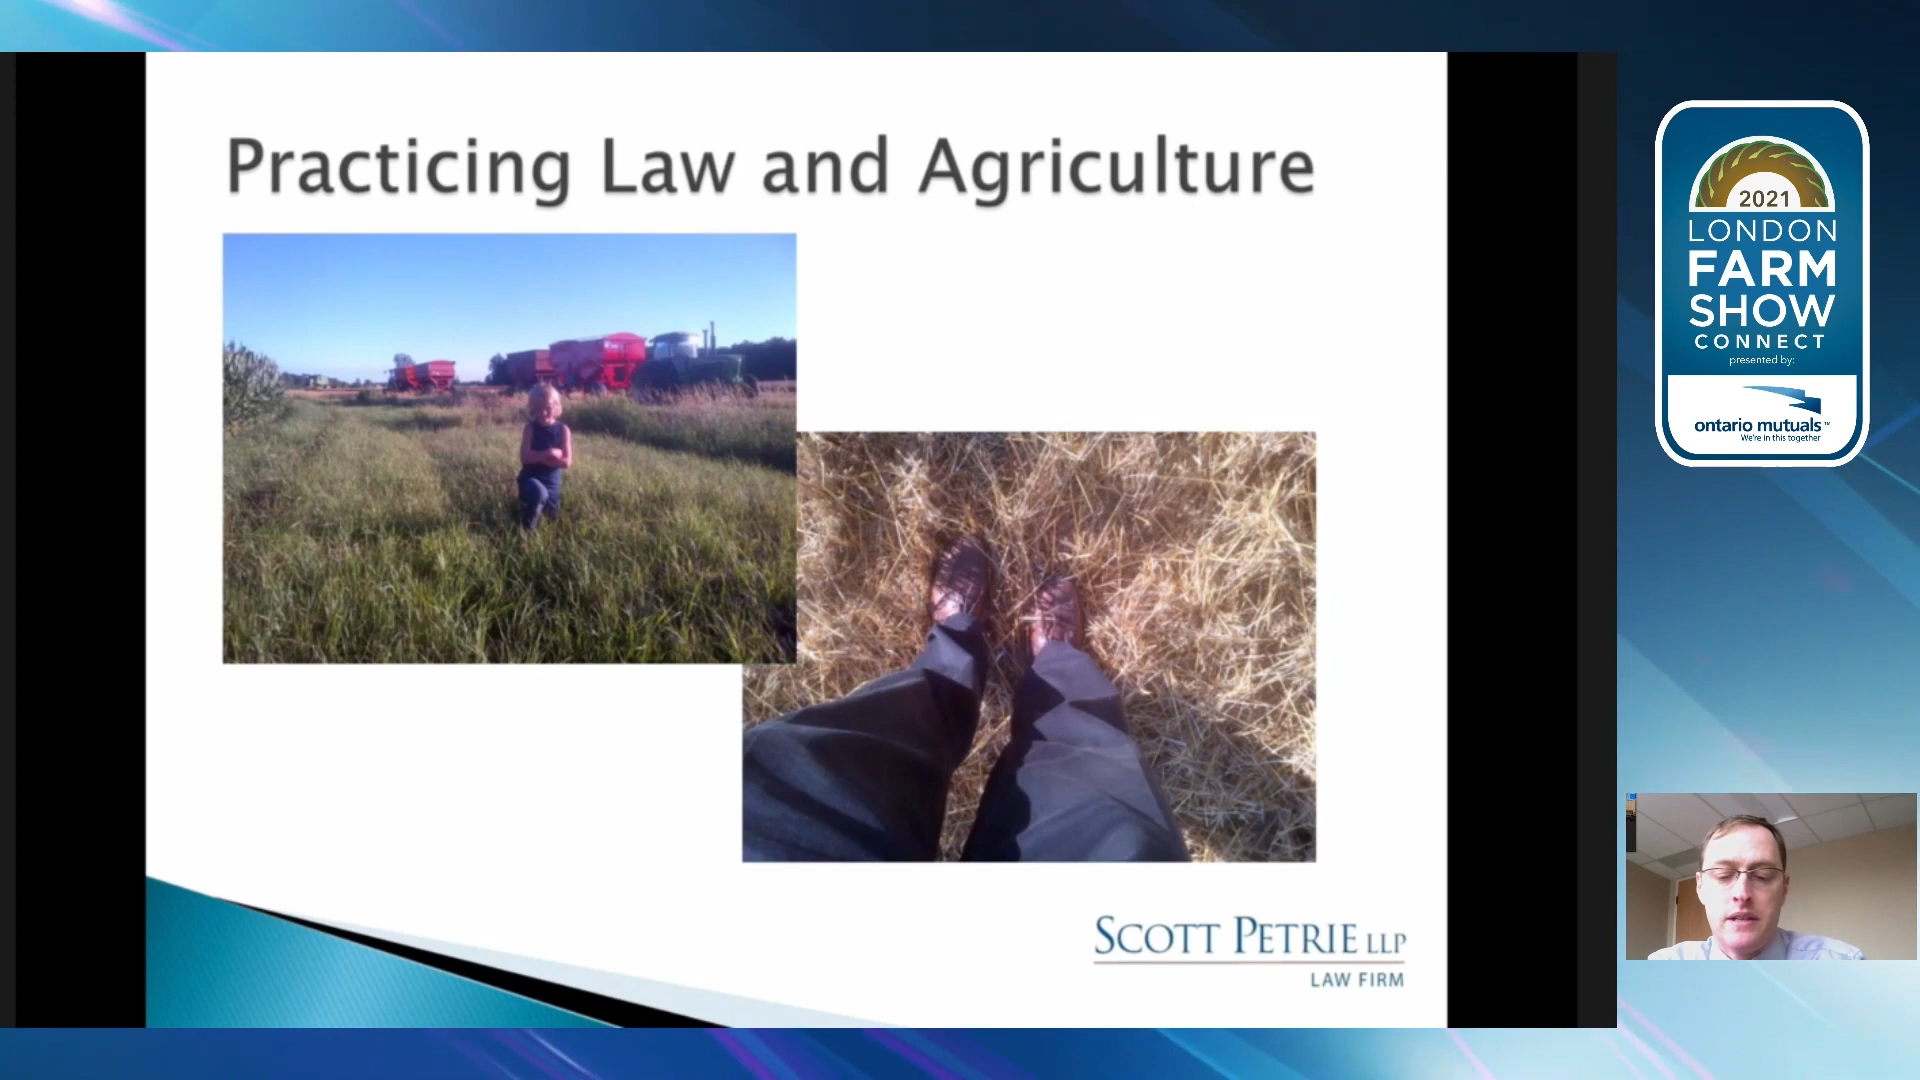 Practicing Law and Agriculture
SCOTT PETRIE LLP
LAW FIRM
2021
LONDON
FARM
SHOW
CONNECT
presented by:
ontario mutuals™
We're in this together